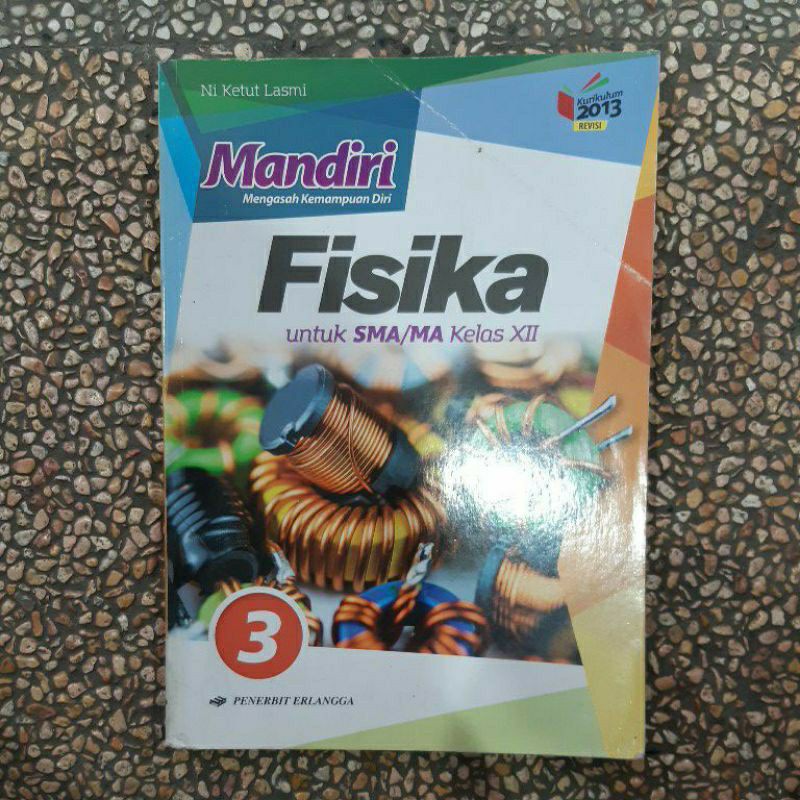 Ni Ketut Lasmi
Kurikulum
2013
REVISI
Mandiri
Mengasah Kemampuan Diri
Fisika
untuk SMA/MA Kelas XII
3
PENERBIT ERLANGGA